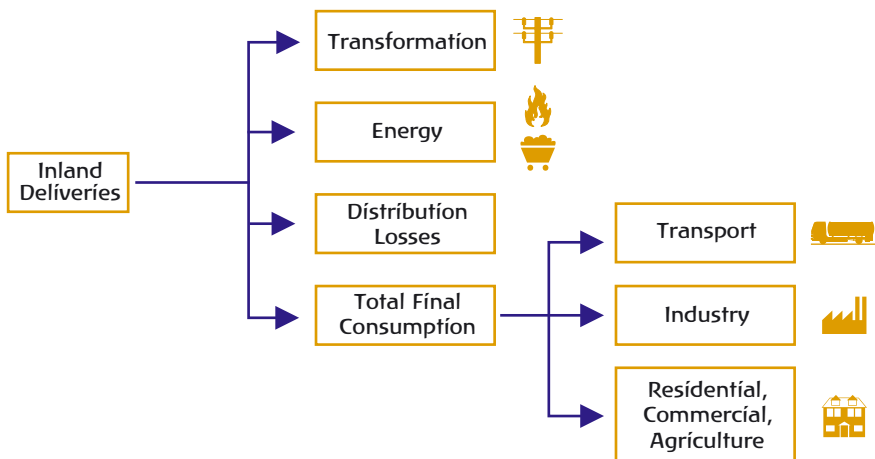 Transformation
Energy
Inland
Deliveries
Distribution
Losses
Transport
Total Final
Consumption
Industry
Residential,
Commercial,
Agriculture